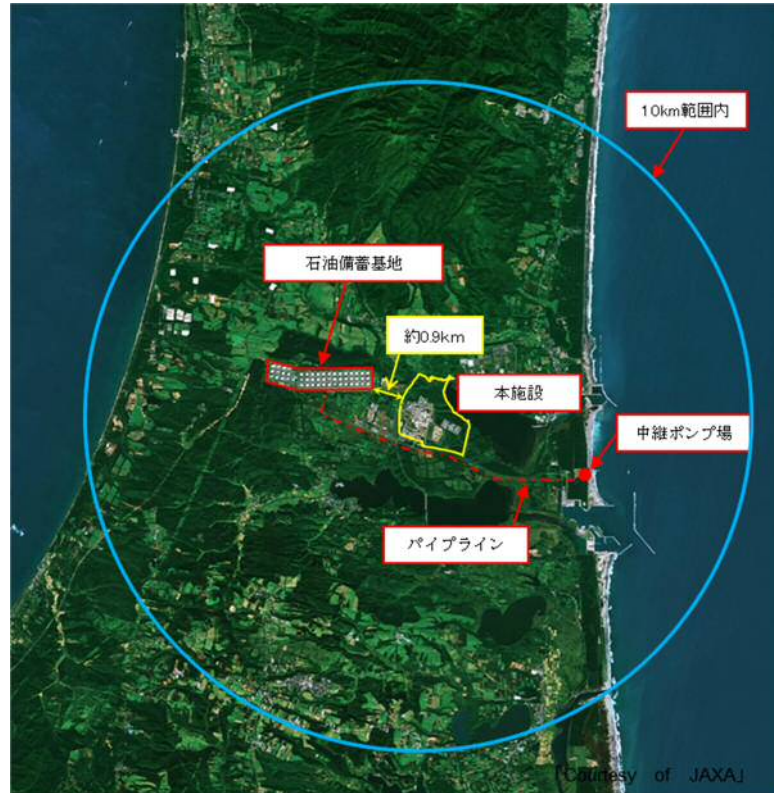 10km範囲内
石油備蓄基地
約0.9km
本施設
中継ポンプ場
パイプライン
「Courtesy of JAXA」